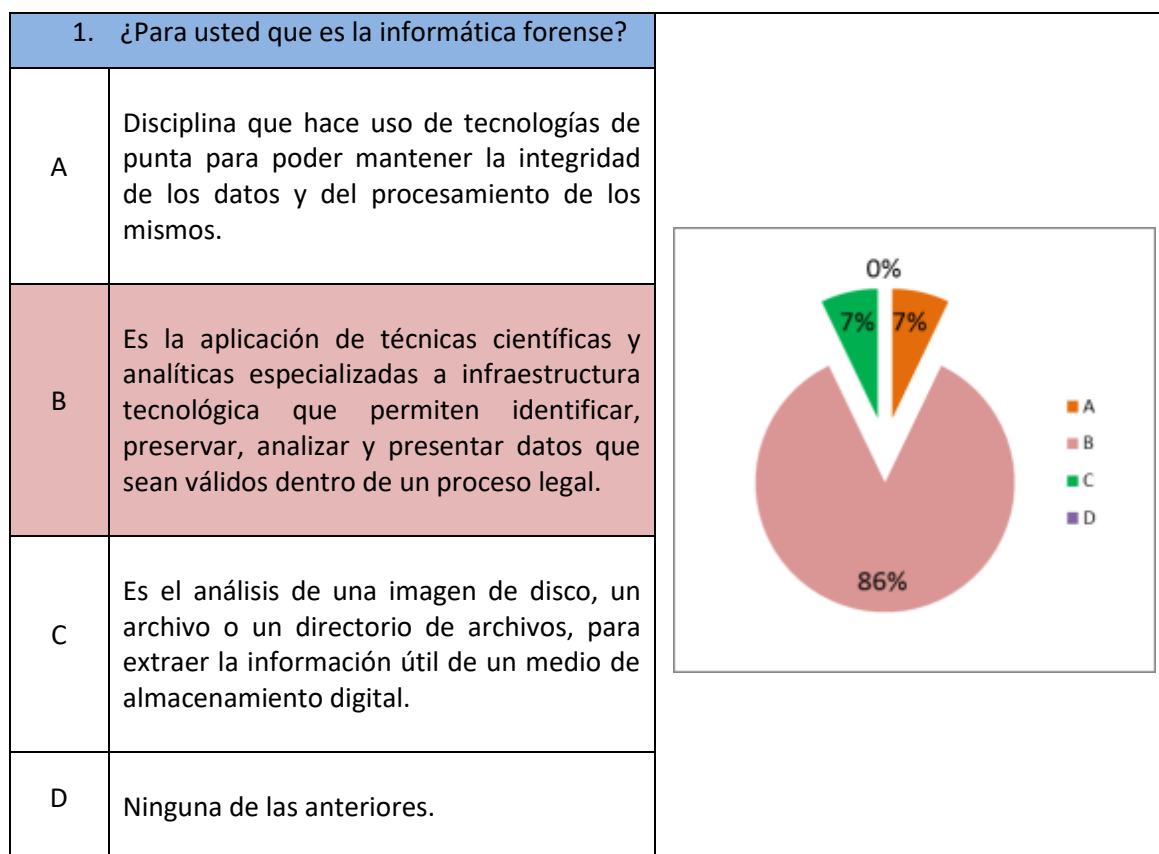 1. ¿Para usted que es la informática forense?
A
Disciplina que hace uso de tecnologías de
punta para poder mantener la integridad
de los datos y del procesamiento de los
mismos.
B
Es la aplicación de técnicas científicas y
analíticas especializadas a infraestructura
tecnológica que permiten identificar,
preservar, analizar y presentar datos que
sean válidos dentro de un proceso legal.
C
Es el análisis de una imagen de disco, un
archivo o un directorio de archivos, para
extraer la información útil de un medio de
almacenamiento digital.
D
Ninguna de las anteriores.
0%
7% 7%
86%
A
B
C
D